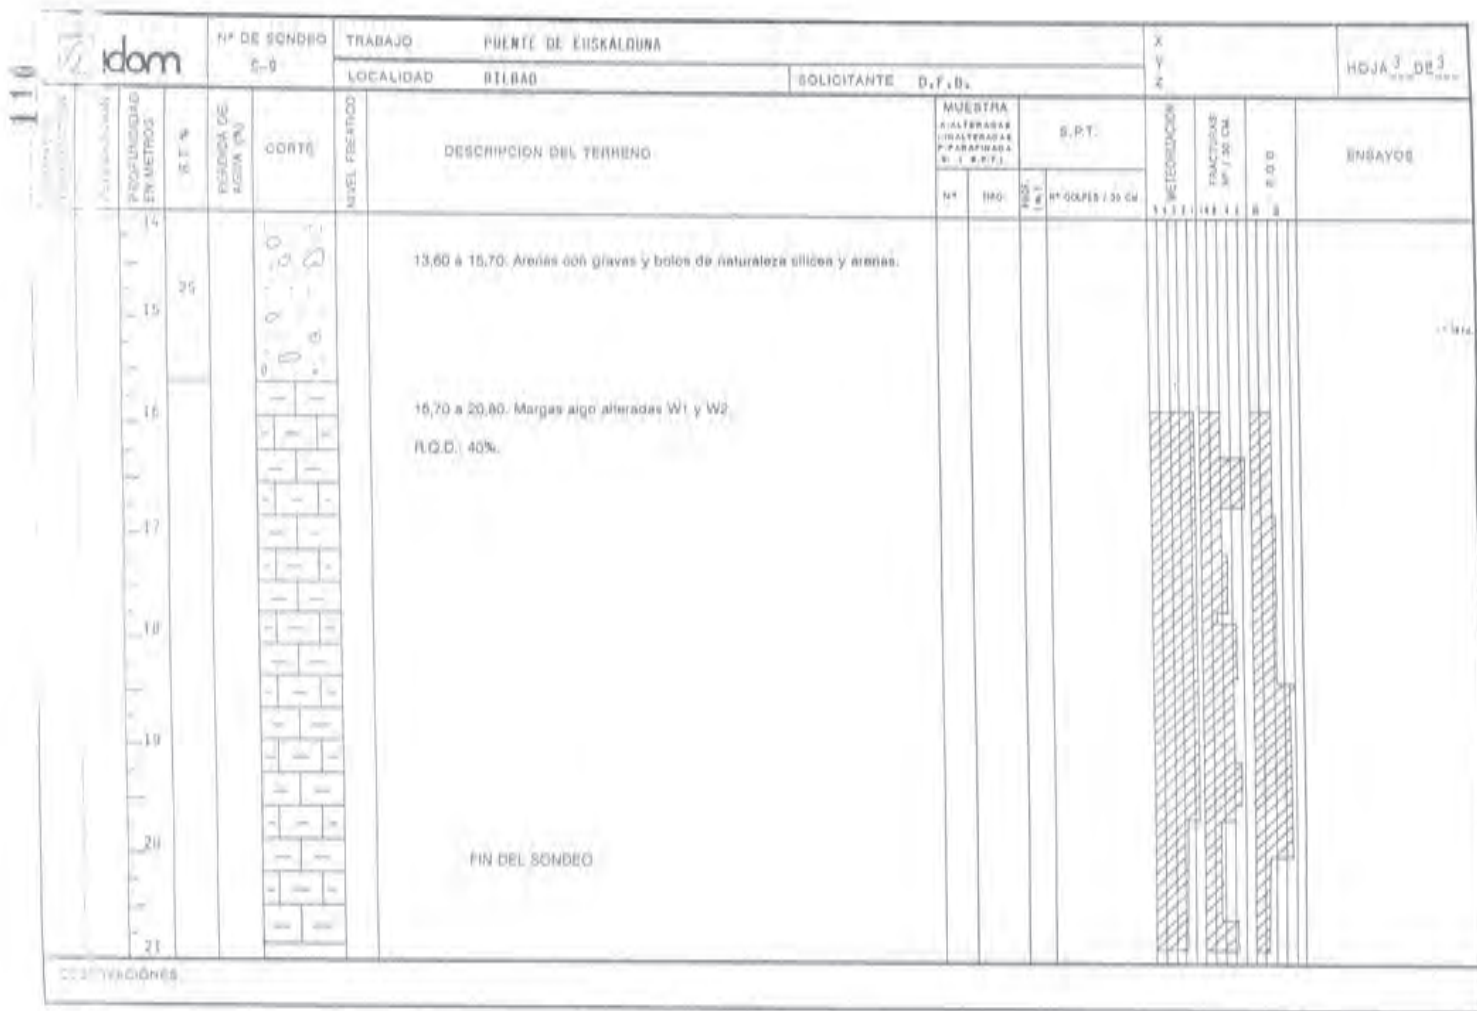 110
idom
Nº DE SONDEO
S-9
TRABAJO PUENTE DE EUSKALDUNA
LOCALIDAD BILBAO
SOLICITANTE D.F.B.
X
Y
Z
HOJA 3 DE 3
PROFUNDIDAD EN METROS
R.T. %
PERDIDA DE AGUA (%)
CORTE
NIVEL FREATICO
DESCRIPCION DEL TERRENO
MUESTRA
A: ALTERADAS
I: INALTERADAS
P: PARAFINADA
Nº
TIPO
S.P.T.
PROF. (m.)
Nº GOLPES / 30 CM
METEORIZACION
FRACTURAS Nº / 30 CM.
R Q D
ENSAYOS
14
13,60 a 15,70. Arenas con gravas y bolos de naturaleza silícea y arenas.
25
15
16
15,70 a 20,80. Margas algo alteradas W1 y W2.
R.Q.D.: 40%.
17
18
19
20
FIN DEL SONDEO
21
OBSERVACIONES